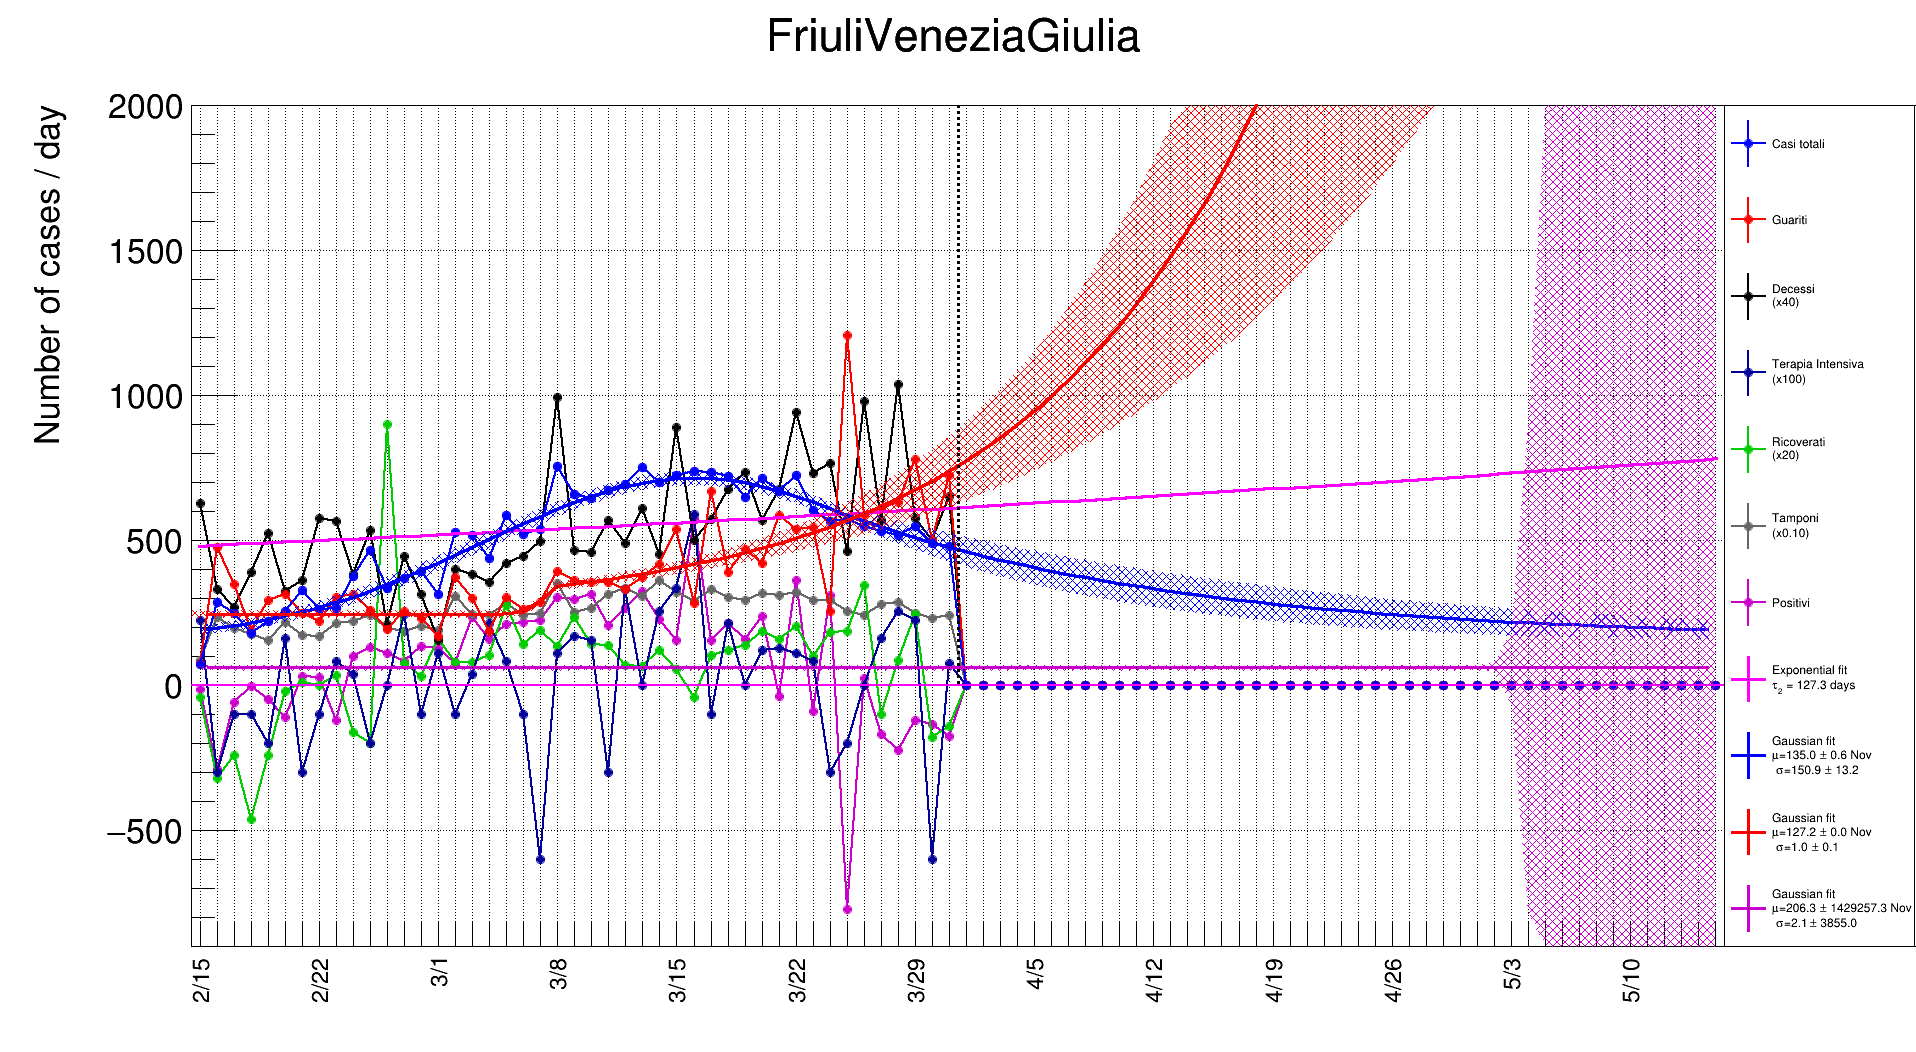 FriuliVeneziaGiulia
Number of cases / day
2000
1500
1000
500
0
−500
2/15
2/22
3/1
3/8
3/15
3/22
3/29
4/5
4/12
4/19
4/26
5/3
5/10
Casi totali
Guariti
Decessi
(x40)
Terapia Intensiva
(x100)
Ricoverati
(x20)
Tamponi
(x0.10)
Positivi
Exponential fit
τ2 = 127.3 days
Gaussian fit
μ=135.0 ± 0.6 Nov
σ=150.9 ± 13.2
Gaussian fit
μ=127.2 ± 0.0 Nov
σ=1.0 ± 0.1
Gaussian fit
μ=206.3 ± 1429257.3 Nov
σ=2.1 ± 3855.0